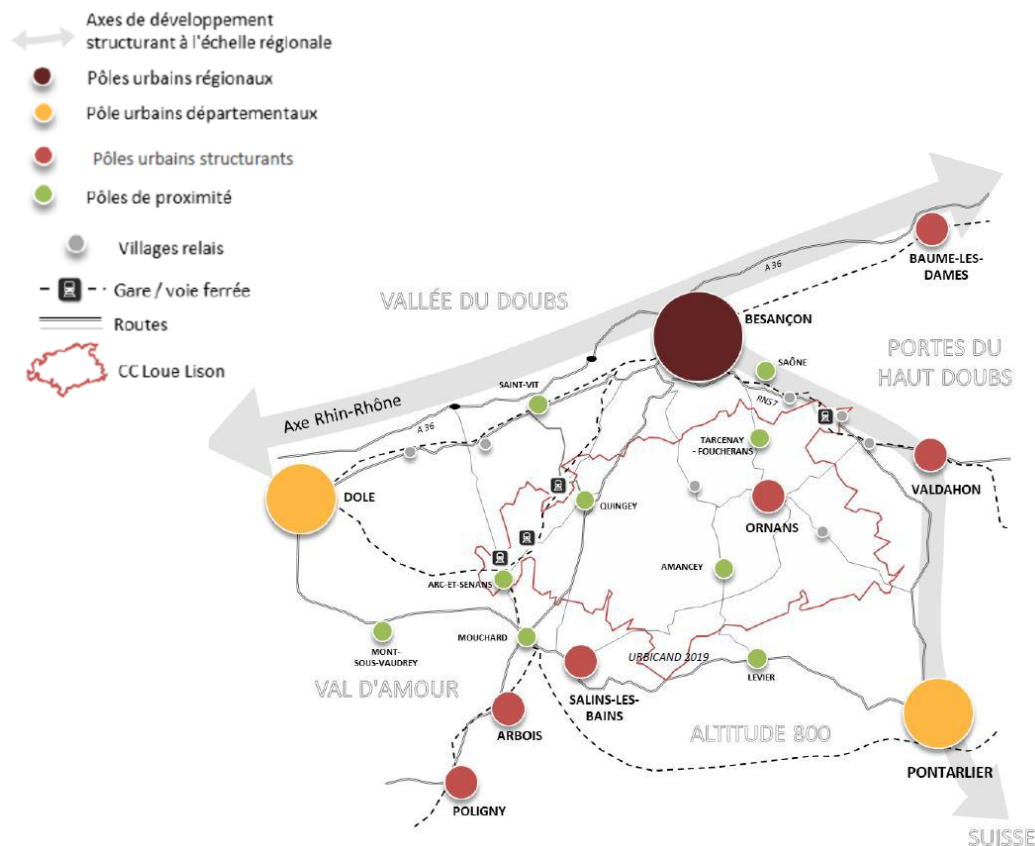 Axes de développement
structurant à l'échelle régionale
Pôles urbains régionaux
Pôle urbains départementaux
Pôles urbains structurants
Pôles de proximité
Villages relais
Gare / voie ferrée
Routes
CC Loue Lison
BAUME-LES-
DAMES
A 36
VALLÉE DU DOUBS
BESANÇON
PORTES DU
HAUT DOUBS
SAÔNE
SAINT-VIT
RN57
Axe Rhin-Rhône
A 36
TARCENAY
- FOUCHERANS
VALDAHON
DOLE
QUINGEY
ORNANS
AMANCEY
ARC-ET-SENANS
MOUCHARD
MONT-
SOUS-VAUDREY
URBICAND 2019
LEVIER
VAL D'AMOUR
SALINS-LES-
BAINS
ARBOIS
ALTITUDE 800
PONTARLIER
POLIGNY
SUISSE